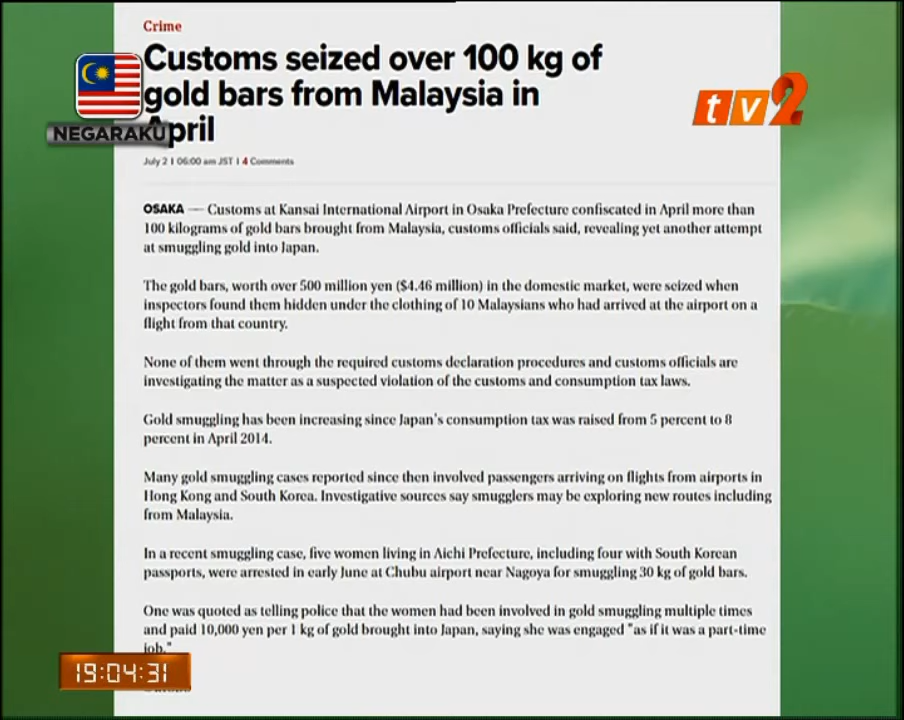 Crime
Customs seized over 100 kg of
gold bars from Malaysia in
April
NEGARAKU
tv2
July 2 | 06:00 am JST | 4 Comments
OSAKA — Customs at Kansai International Airport in Osaka Prefecture confiscated in April more than
100 kilograms of gold bars brought from Malaysia, customs officials said, revealing yet another attempt
at smuggling gold into Japan.
The gold bars, worth over 500 million yen ($4.46 million) in the domestic market, were seized when
inspectors found them hidden under the clothing of 10 Malaysians who had arrived at the airport on a
flight from that country.
None of them went through the required customs declaration procedures and customs officials are
investigating the matter as a suspected violation of the customs and consumption tax laws.
Gold smuggling has been increasing since Japan's consumption tax was raised from 5 percent to 8
percent in April 2014.
Many gold smuggling cases reported since then involved passengers arriving on flights from airports in
Hong Kong and South Korea. Investigative sources say smugglers may be exploring new routes including
from Malaysia.
In a recent smuggling case, five women living in Aichi Prefecture, including four with South Korean
passports, were arrested in early June at Chubu airport near Nagoya for smuggling 30 kg of gold bars.
One was quoted as telling police that the women had been involved in gold smuggling multiple times
and paid 10,000 yen per 1 kg of gold brought into Japan, saying she was engaged "as if it was a part-time
job."
19:04:31